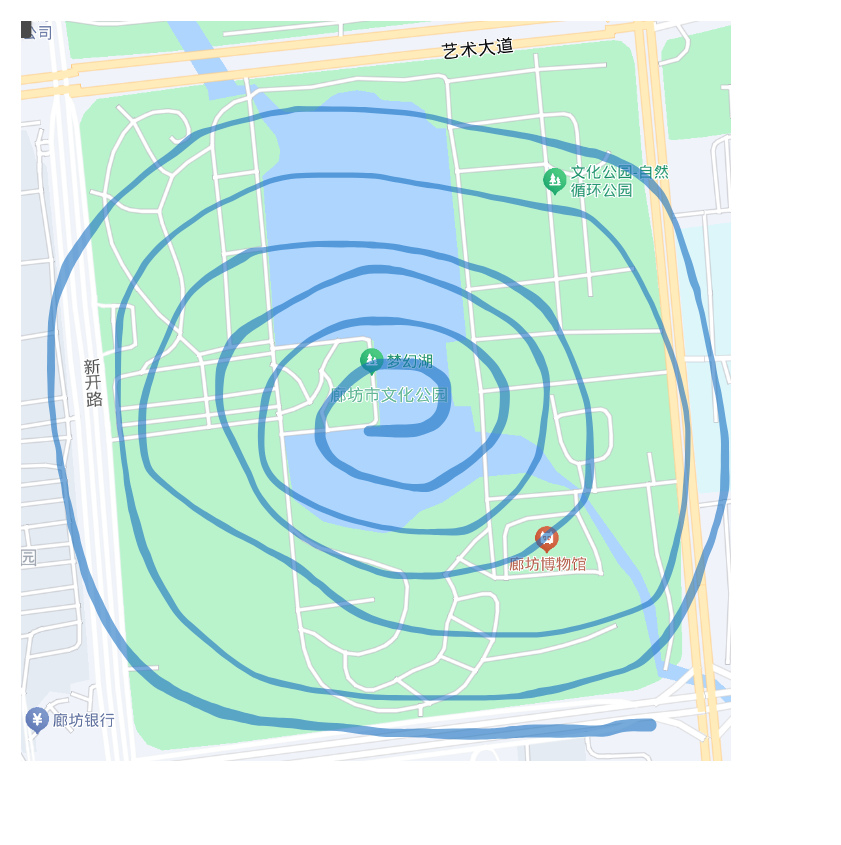 公司
艺术大道
文化公园-自然
循环公园
梦幻湖
新开路
廊坊市文化公园
廊坊博物馆
园
廊坊银行